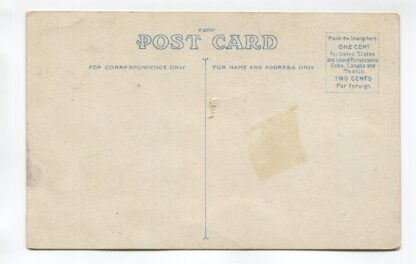 POST CARD
FOR CORRESPONDENCE ONLY
FOR NAME AND ADDRESS ONLY
Place the Stamp here
ONE CENT
For United States
and Island Possessions
Cuba, Canada and
Mexico
TWO CENTS
For Foreign.